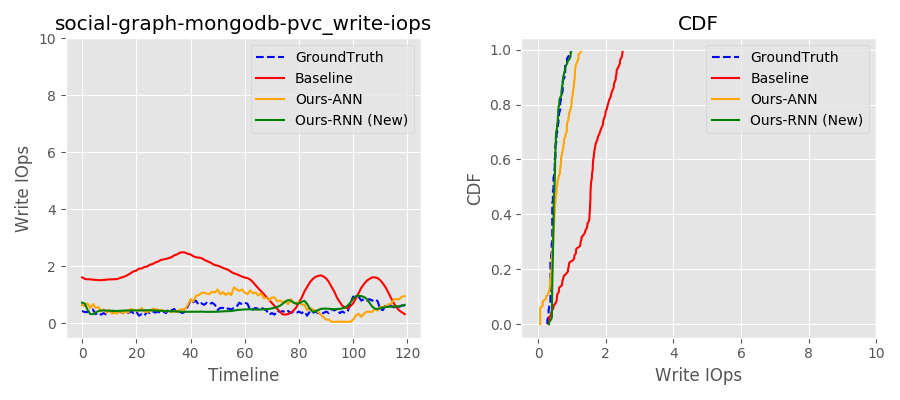 social-graph-mongodb-pvc_write-iops
10
8
6
4
2
0
Write IOps
0
20
40
60
80
100
120
Timeline
GroundTruth
Baseline
Ours-ANN
Ours-RNN (New)
CDF
1.0
0.8
0.6
0.4
0.2
0.0
CDF
0
2
4
6
8
10
Write IOps
GroundTruth
Baseline
Ours-ANN
Ours-RNN (New)